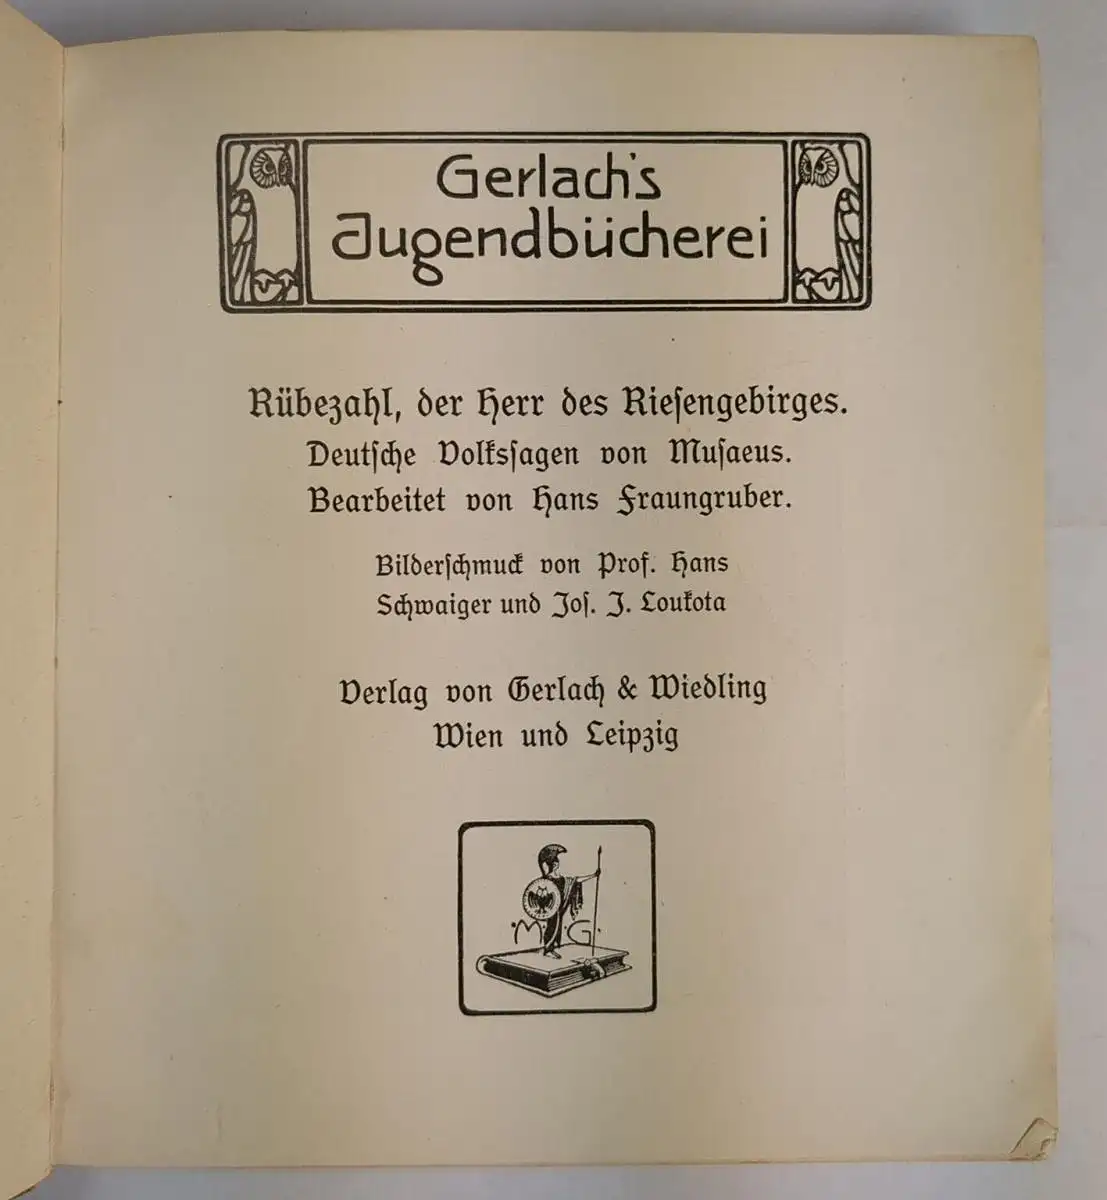 Gerlach's
Jugendbücherei
Rübezahl, der Herr des Rieſengebirges.
Deutſche Volksſagen von Muſaeus.
Bearbeitet von Hans Fraungruber.
Bilderſchmuck von Prof. Hans
Schwaiger und Joſ. J. Loukota
Verlag von Gerlach & Wiedling
Wien und Leipzig
·M· G·